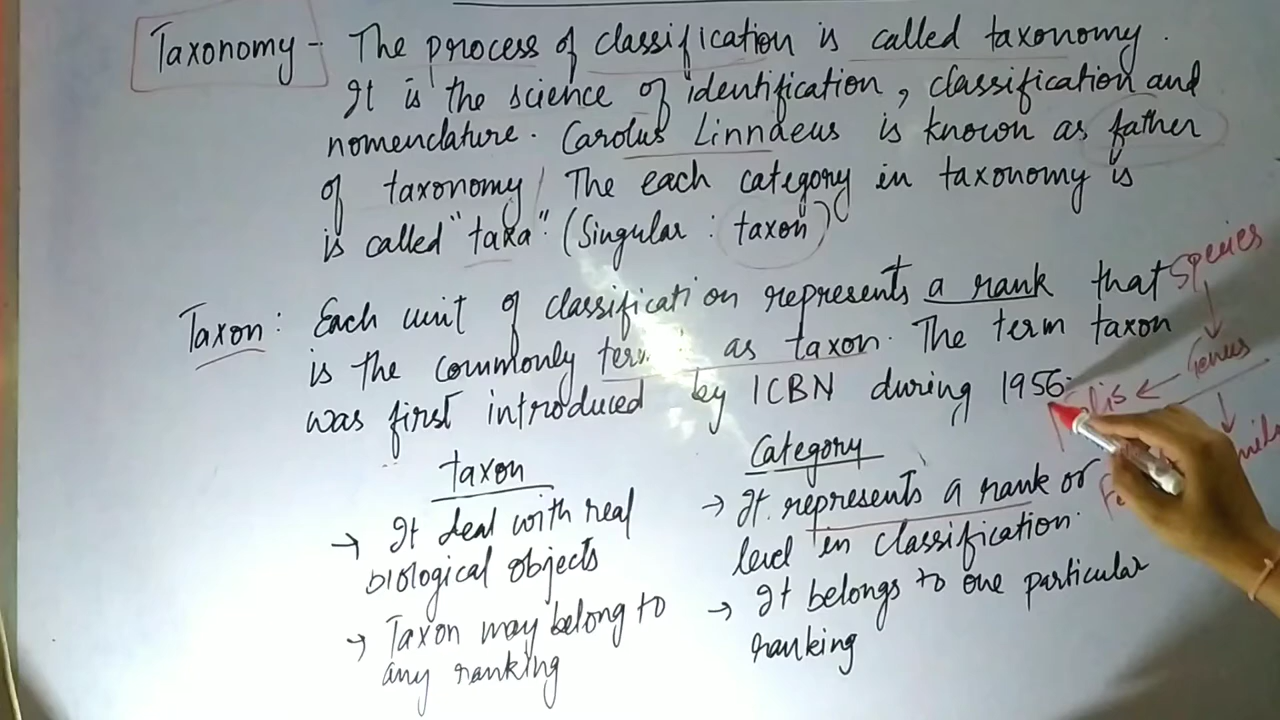 Taxonomy - The process of classification is called taxonomy.
It is the science of identification, classification and
nomenclature. Carolus Linnaeus is known as father
of taxonomy / The each category in taxonomy is
is called "taxa" (Singular : taxon)
Species
Taxon: Each unit of classification represents a rank that
is the commonly as taxon. The term taxon
Genus
was first introduced by ICBN during 1956.
taxon
Category
→ It deal with real
biological objects
→ Taxon may belong to
any ranking
→ It represents a rank or
level in classification.
→ It belongs to one particular
ranking